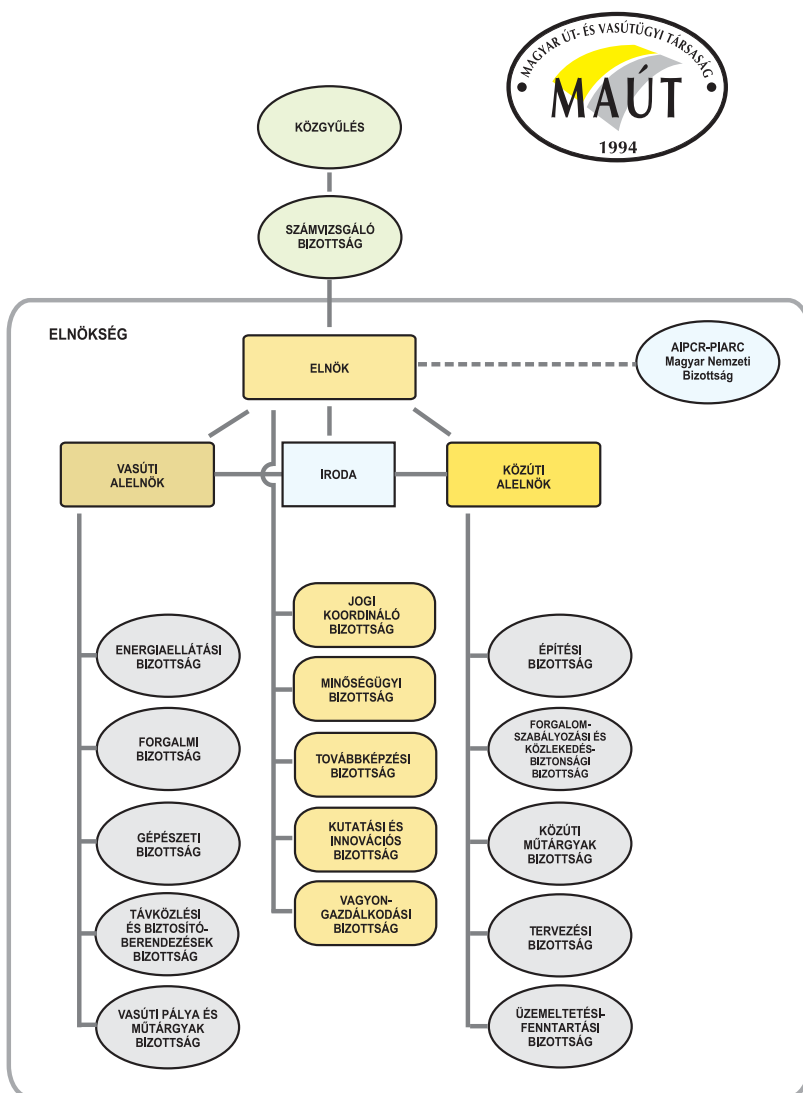 MAGYAR ÚT- ÉS VASÚTÜGYI TÁRSASÁG
MAÚT
1994
KÖZGYŰLÉS
SZÁMVIZSGÁLÓ
BIZOTTSÁG
ELNÖKSÉG
ELNÖK
AIPCR-PIARC
Magyar Nemzeti
Bizottság
VASÚTI
ALELNÖK
IRODA
KÖZÚTI
ALELNÖK
ENERGIAELLÁTÁSI
BIZOTTSÁG
FORGALMI
BIZOTTSÁG
GÉPÉSZETI
BIZOTTSÁG
TÁVKÖZLÉSI
ÉS BIZTOSÍTÓ-
BERENDEZÉSEK
BIZOTTSÁG
VASÚTI PÁLYA ÉS
MŰTÁRGYAK
BIZOTTSÁG
JOGI
KOORDINÁLÓ
BIZOTTSÁG
MINŐSÉGÜGYI
BIZOTTSÁG
TOVÁBBKÉPZÉSI
BIZOTTSÁG
KUTATÁSI ÉS
INNOVÁCIÓS
BIZOTTSÁG
VAGYON-
GAZDÁLKODÁSI
BIZOTTSÁG
ÉPÍTÉSI
BIZOTTSÁG
FORGALOM-
SZABÁLYOZÁSI ÉS
KÖZLEKEDÉS-
BIZTONSÁGI
BIZOTTSÁG
KÖZÚTI
MŰTÁRGYAK
BIZOTTSÁG
TERVEZÉSI
BIZOTTSÁG
ÜZEMELTETÉSI-
FENNTARTÁSI
BIZOTTSÁG